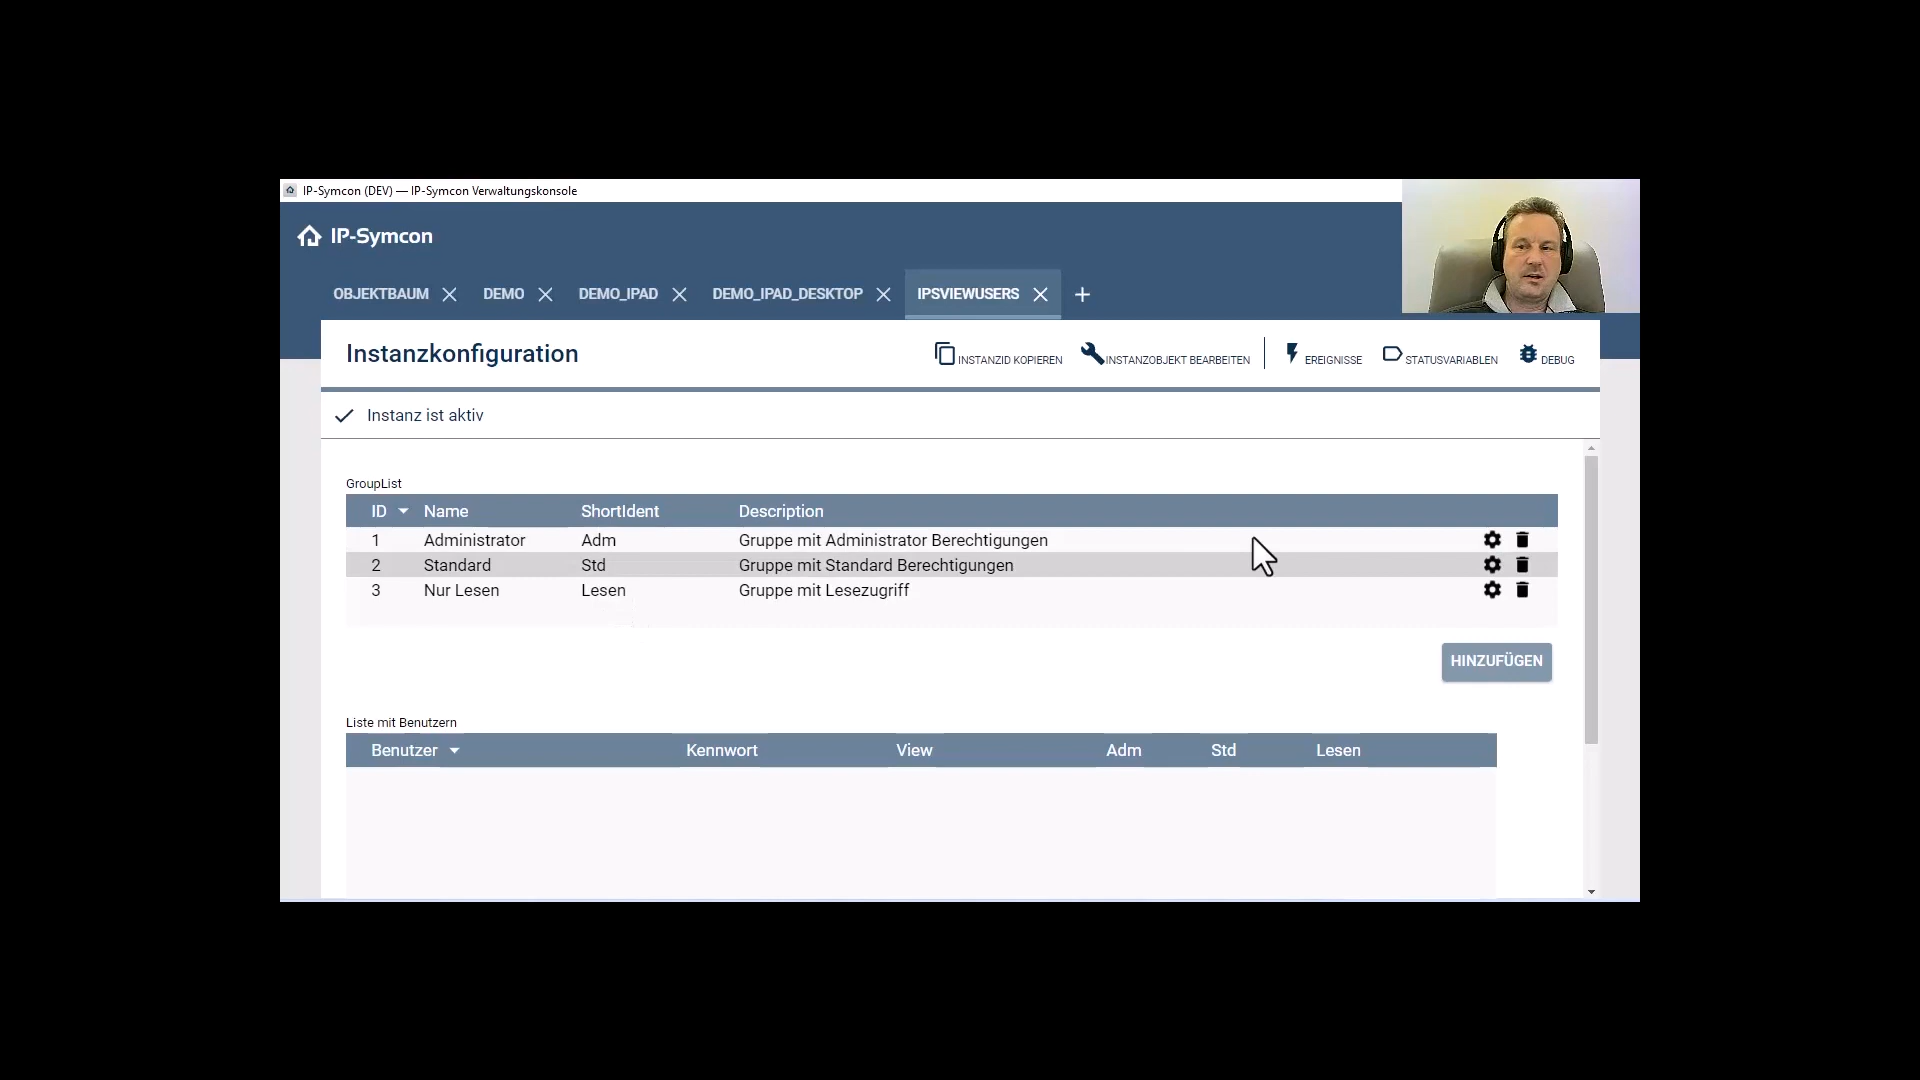 IP-Symcon (DEV) — IP-Symcon Verwaltungskonsole
IP-Symcon
OBJEKTBAUM DEMO DEMO_IPAD DEMO_IPAD_DESKTOP IPSVIEWUSERS
Instanzkonfiguration INSTANZID KOPIEREN INSTANZOBJEKT BEARBEITEN EREIGNISSE STATUSVARIABLEN DEBUG
Instanz ist aktiv
GroupList
ID Name ShortIdent Description
1 Administrator Adm Gruppe mit Administrator Berechtigungen
2 Standard Std Gruppe mit Standard Berechtigungen
3 Nur Lesen Lesen Gruppe mit Lesezugriff
HINZUFÜGEN
Liste mit Benutzern
Benutzer Kennwort View Adm Std Lesen